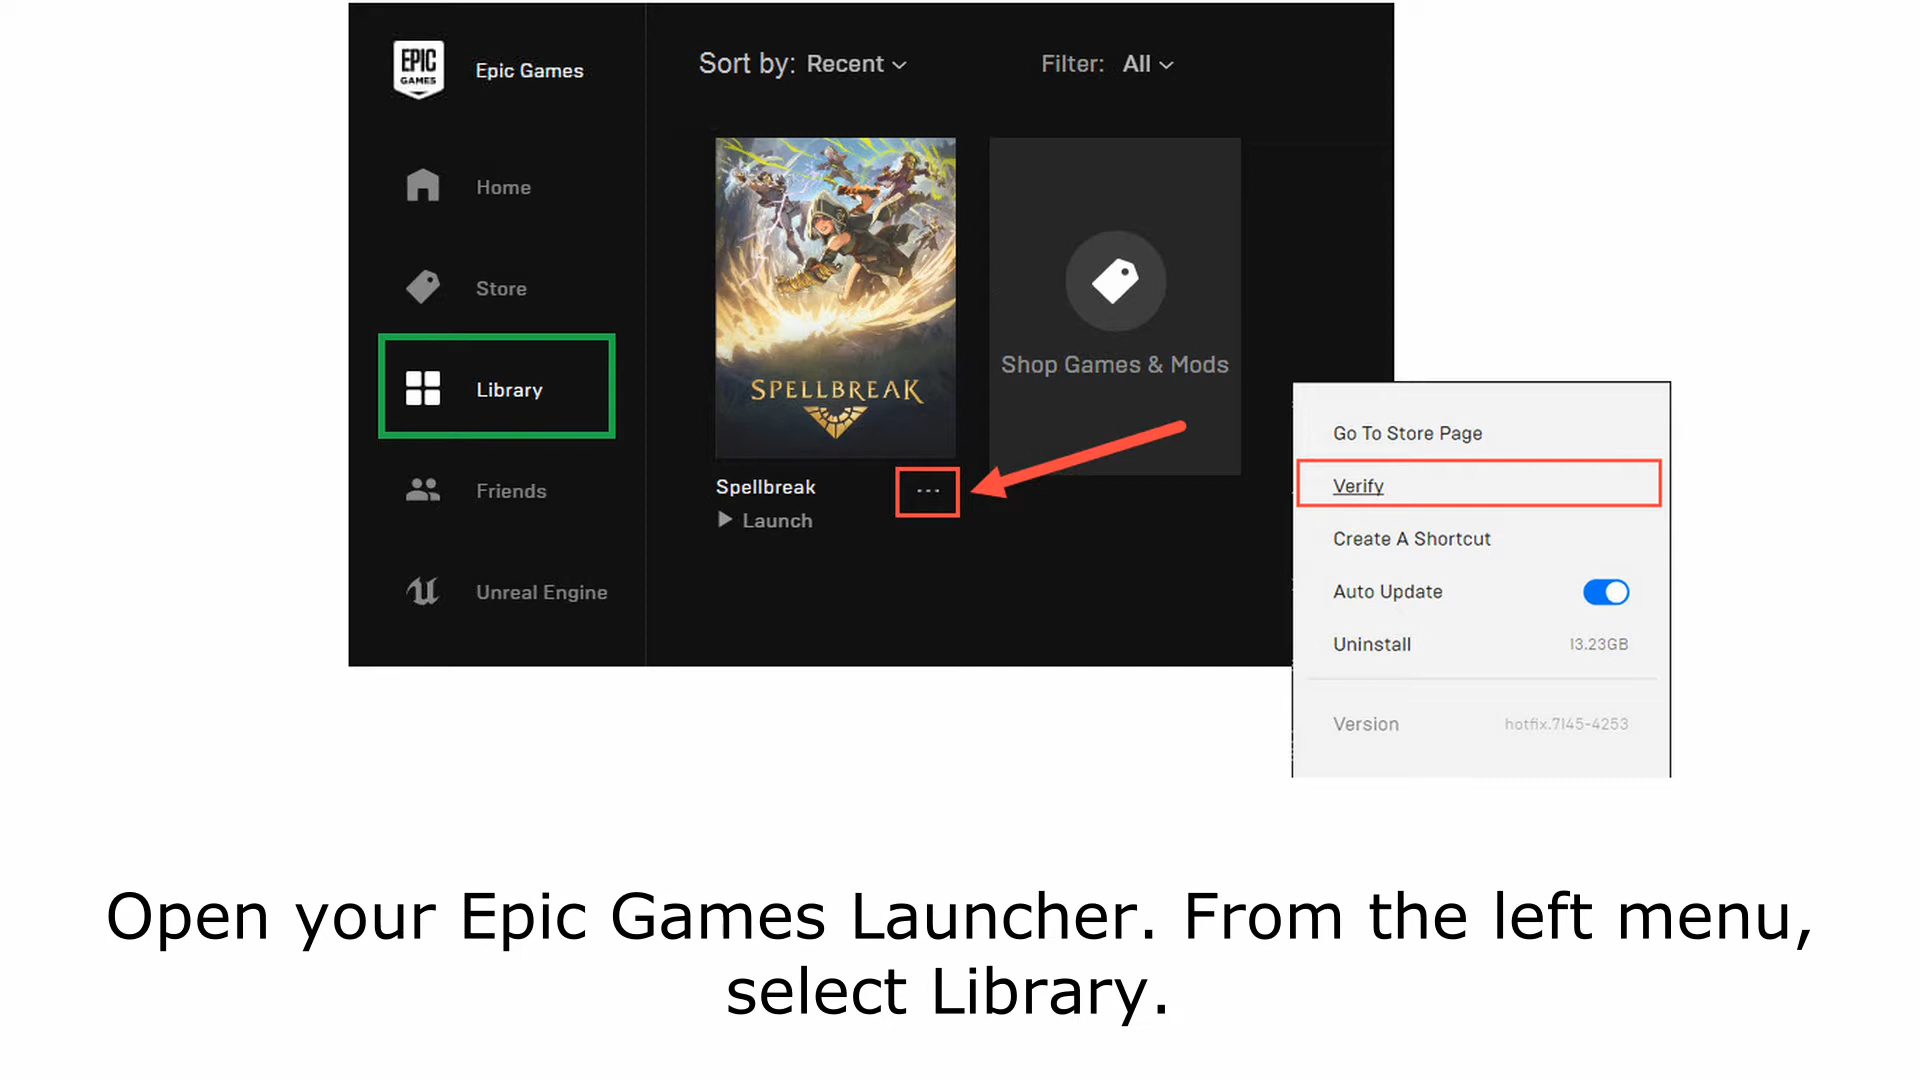 EPIC
GAMES
Epic Games
Sort by: Recent
Filter: All
Home
Store
Library
Friends
Unreal Engine
SPELLBREAK
Spellbreak
...
Launch
Shop Games & Mods
Go To Store Page
Verify
Create A Shortcut
Auto Update
Uninstall 13.23GB
Version hotfix.7145-4253
Open your Epic Games Launcher. From the left menu,
select Library.